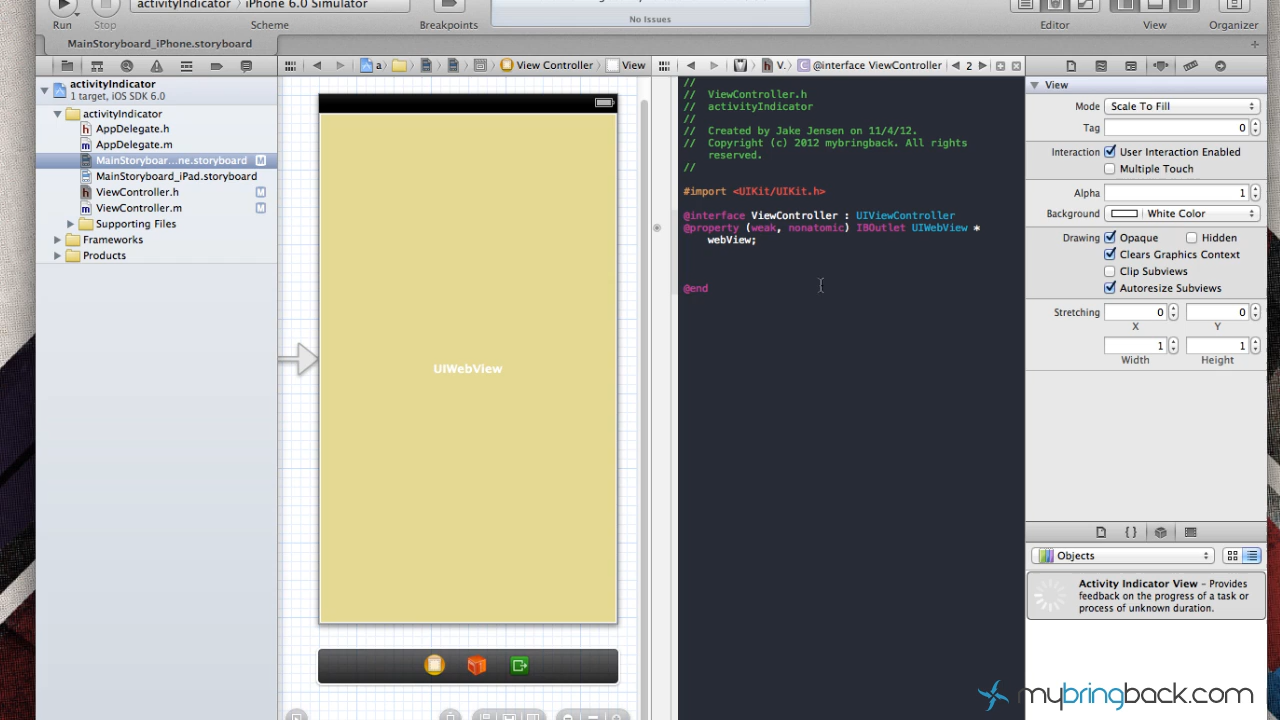 activityIndicator
iPhone 6.0 Simulator
No Issues
Run
Stop
Scheme
Breakpoints
Editor
View
Organizer
MainStoryboard_iPhone.storyboard
activityIndicator
1 target, iOS SDK 6.0
activityIndicator
AppDelegate.h
AppDelegate.m
MainStoryboar...ne.storyboard M
MainStoryboard_iPad.storyboard
ViewController.h M
ViewController.m M
Supporting Files
Frameworks
Products
a
View Controller
View
UIWebView
V.
@interface ViewController
2
//
// ViewController.h
// activityIndicator
//
// Created by Jake Jensen on 11/4/12.
// Copyright (c) 2012 mybringback. All rights
reserved.
//
#import <UIKit/UIKit.h>
@interface ViewController : UIViewController
@property (weak, nonatomic) IBOutlet UIWebView *
webView;
@end
View
Mode Scale To Fill
Tag 0
Interaction User Interaction Enabled
Multiple Touch
Alpha 1
Background White Color
Drawing Opaque Hidden
Clears Graphics Context
Clip Subviews
Autoresize Subviews
Stretching 0 0
X Y
1 1
Width Height
{ }
Objects
Activity Indicator View – Provides
feedback on the progress of a task or
process of unknown duration.
mybringback.com